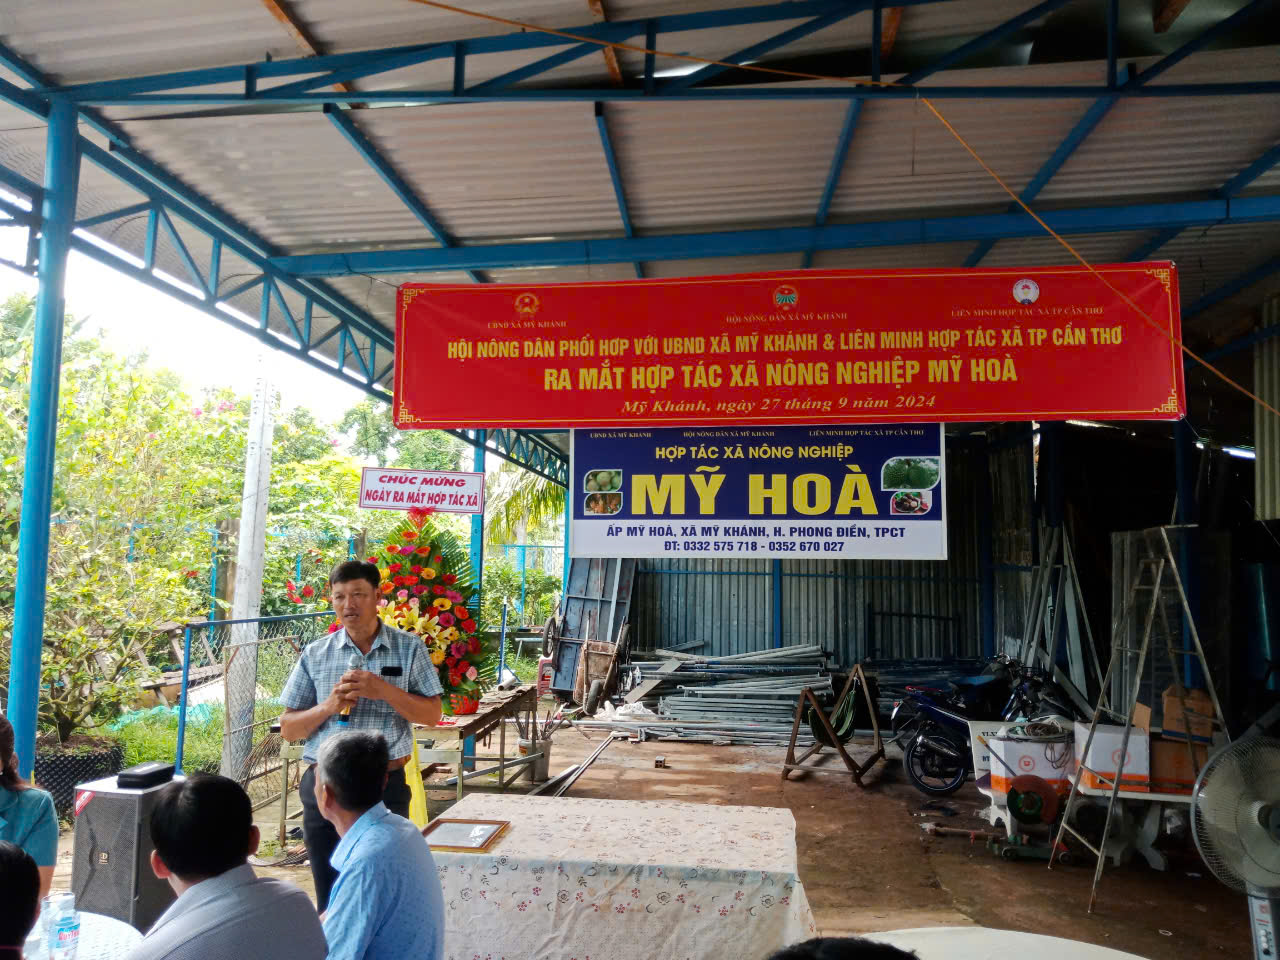 UBND XÃ MỸ KHÁNH
HỘI NÔNG DÂN XÃ MỸ KHÁNH
LIÊN MINH HỢP TÁC XÃ TP CẦN THƠ
HỘI NÔNG DÂN PHỐI HƠP VỚI UBND XÃ MỸ KHÁNH & LIÊN MINH HỢP TÁC XÃ TP CẦN THƠ
RA MẮT HỢP TÁC XÃ NÔNG NGHIỆP MỸ HOÀ
Mỹ Khánh, ngày 27 tháng 9 năm 2024
UBND XÃ MỸ KHÁNH
HỘI NÔNG DÂN XÃ MỸ KHÁNH
LIÊN MINH HỢP TÁC XÃ TP CẦN THƠ
HỢP TÁC XÃ NÔNG NGHIỆP
MỸ HOÀ
ẤP MỸ HOÀ, XÃ MỸ KHÁNH, H. PHONG ĐIỀN, TPCT
ĐT: 0332 575 718 - 0352 670 027
CHÚC MỪNG
NGÀY RA MẮT HỢP TÁC XÃ